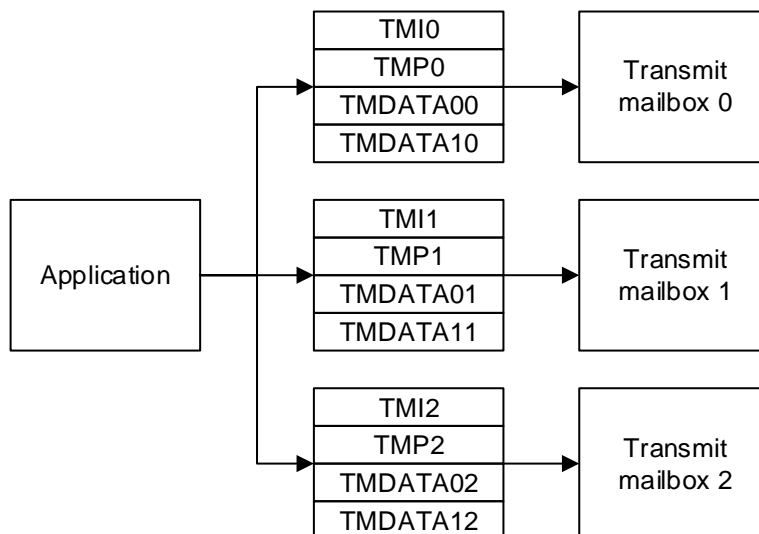 TMI0
TMP0
TMDATA00
TMDATA10
Transmit
mailbox 0
Application
TMI1
TMP1
TMDATA01
TMDATA11
Transmit
mailbox 1
TMI2
TMP2
TMDATA02
TMDATA12
Transmit
mailbox 2